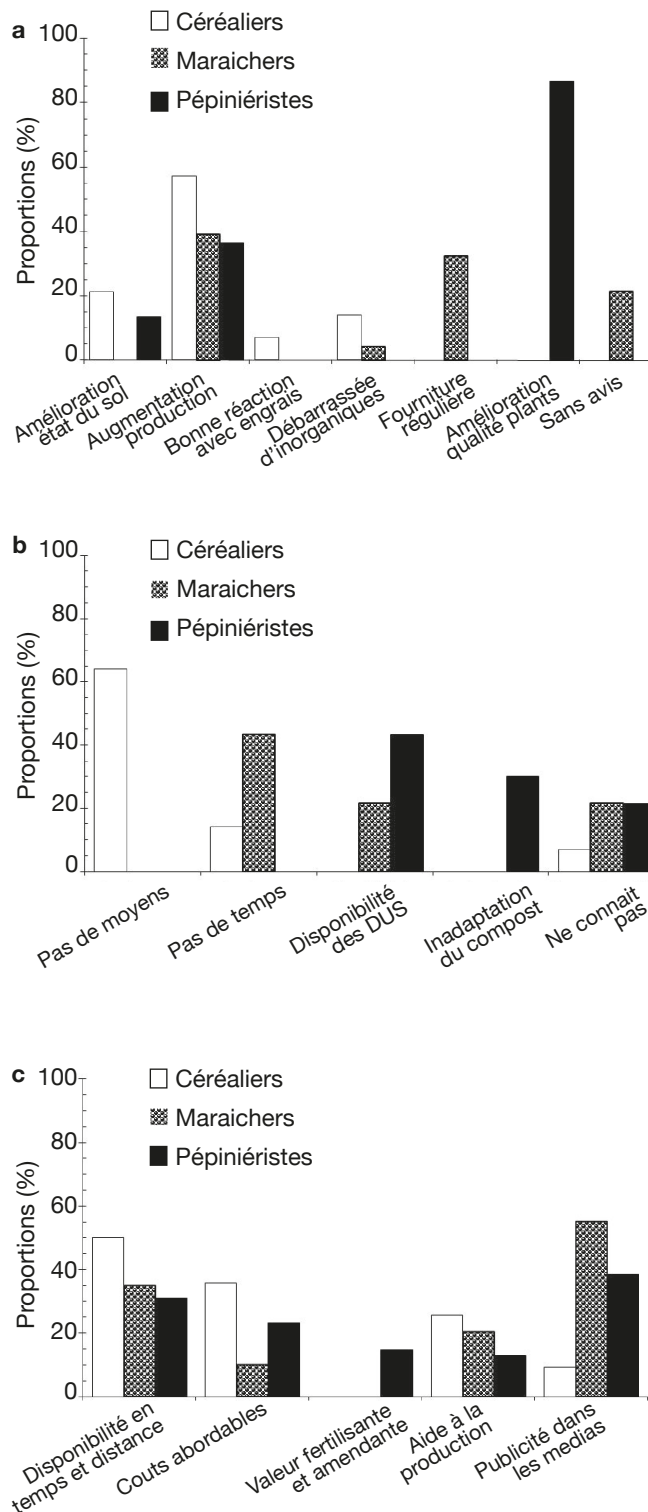 a
Céréaliers
Maraichers
Pépiniéristes
Proportions (%)
100
80
60
40
20
0
Amélioration
état du sol
Augmentation
production
Bonne réaction
avec engrais
Débarrassée
d'inorganiques
Fourniture
régulière
Amélioration
qualité plants
Sans avis
b
Céréaliers
Maraichers
Pépiniéristes
Proportions (%)
100
80
60
40
20
0
Pas de moyens
Pas de temps
Disponibilité
des DUS
Inadaptation
du compost
Ne connait
pas
c
Céréaliers
Maraichers
Pépiniéristes
Proportions (%)
100
80
60
40
20
0
Disponibilité en
temps et distance
Couts abordables
Valeur fertilisante
et amendante
Aide à la
production
Publicité dans
les medias